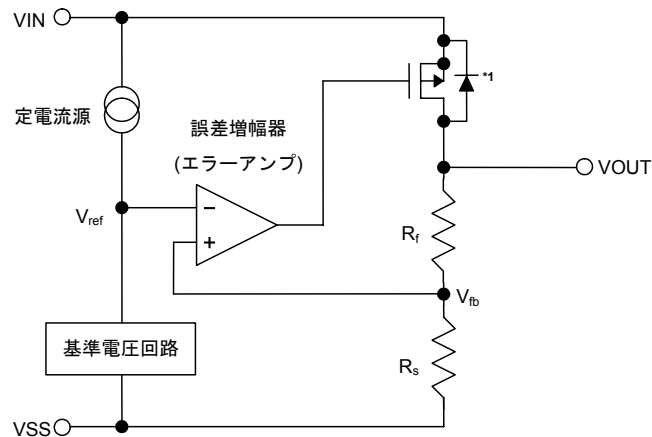 VIN
*1
定電流源
誤差増幅器
(エラーアンプ)
VOUT
−
Vref
Rf
+
Vfb
基準電圧回路
Rs
VSS